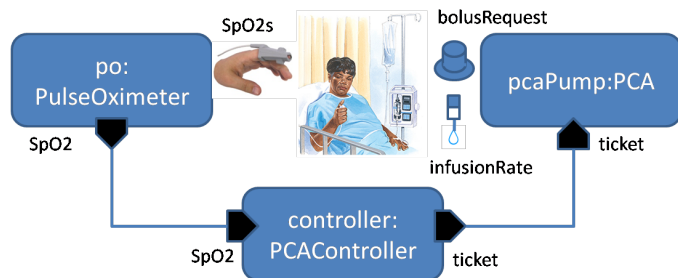 SpO2s
bolusRequest
po:
PulseOximeter
pcaPump:PCA
SpO2
infusionRate
ticket
controller:
PCAController
SpO2
ticket